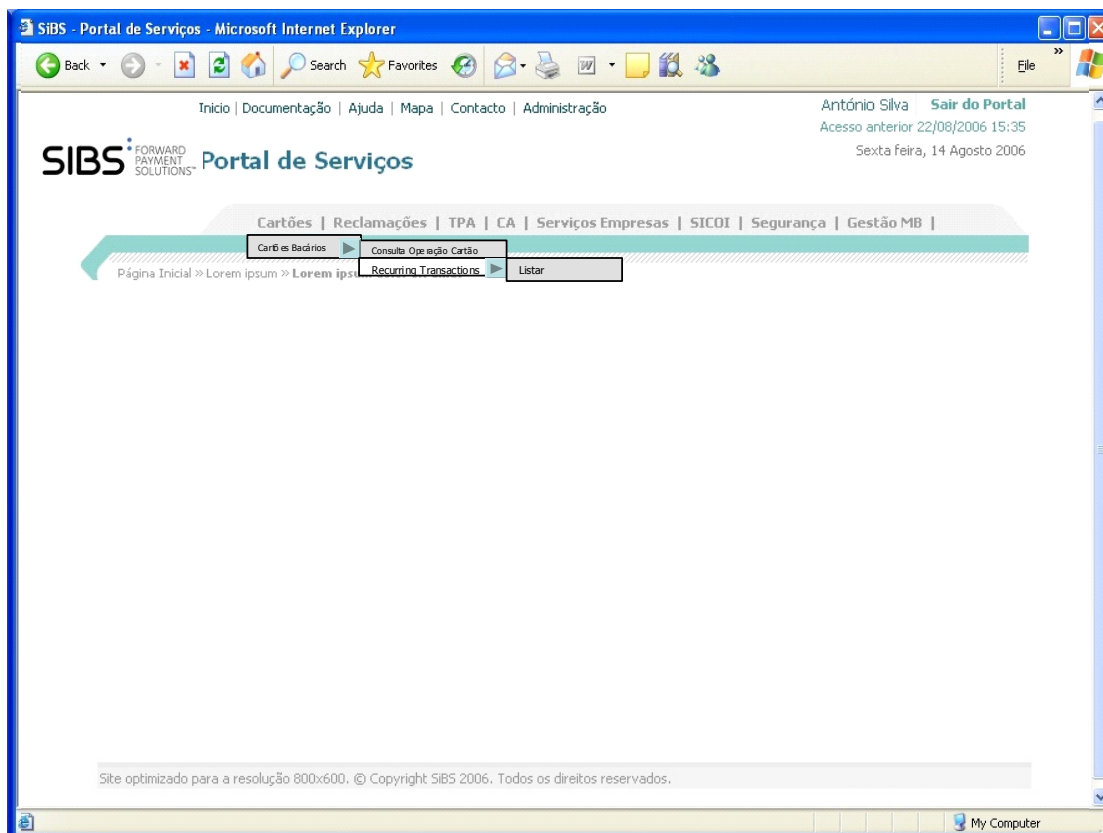 SiBS - Portal de Serviços - Microsoft Internet Explorer
Back Search Favorites File »
Inicio | Documentação | Ajuda | Mapa | Contacto | Administração
António Silva Sair do Portal
Acesso anterior 22/08/2006 15:35
Sexta feira, 14 Agosto 2006
SIBS FORWARD PAYMENT SOLUTIONS™ Portal de Serviços
Cartões | Reclamações | TPA | CA | Serviços Empresas | SICOI | Segurança | Gestão MB |
Cartões Bacários
Consulta Operação Cartão
Página Inicial » Lorem ipsum » Lorem ipsu
Recurring Transactions
Listar
Site optimizado para a resolução 800x600. © Copyright SiBS 2006. Todos os direitos reservados.
My Computer